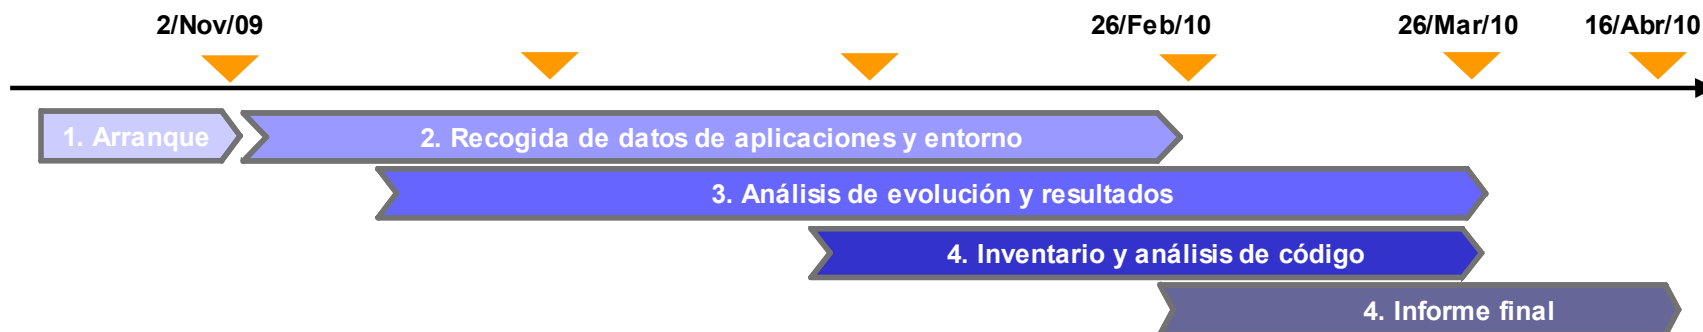 2/Nov/09
26/Feb/10
26/Mar/10
16/Abr/10
1. Arranque
2. Recogida de datos de aplicaciones y entorno
3. Análisis de evolución y resultados
4. Inventario y análisis de código
4. Informe final